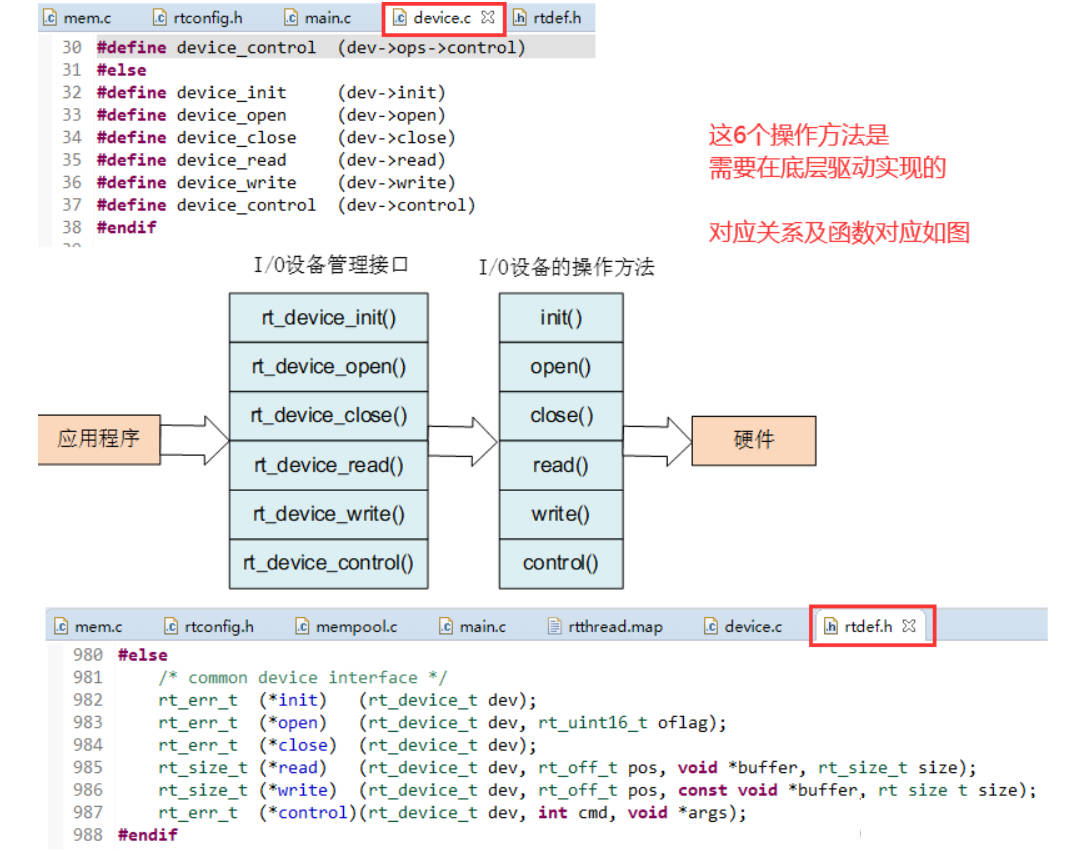 mem.c rtconfig.h main.c device.c rtdef.h
30 #define device_control (dev->ops->control)
31 #else
32 #define device_init (dev->init)
33 #define device_open (dev->open)
34 #define device_close (dev->close)
35 #define device_read (dev->read)
36 #define device_write (dev->write)
37 #define device_control (dev->control)
38 #endif
这6个操作方法是
需要在底层驱动实现的
对应关系及函数对应如图
I/O设备管理接口
I/O设备的操作方法
应用程序
rt_device_init()
rt_device_open()
rt_device_close()
rt_device_read()
rt_device_write()
rt_device_control()
init()
open()
close()
read()
write()
control()
硬件
mem.c rtconfig.h mempool.c main.c rtthread.map device.c rtdef.h
980 #else
981 /* common device interface */
982 rt_err_t (*init) (rt_device_t dev);
983 rt_err_t (*open) (rt_device_t dev, rt_uint16_t oflag);
984 rt_err_t (*close) (rt_device_t dev);
985 rt_size_t (*read) (rt_device_t dev, rt_off_t pos, void *buffer, rt_size_t size);
986 rt_size_t (*write) (rt_device_t dev, rt_off_t pos, const void *buffer, rt size t size);
987 rt_err_t (*control)(rt_device_t dev, int cmd, void *args);
988 #endif